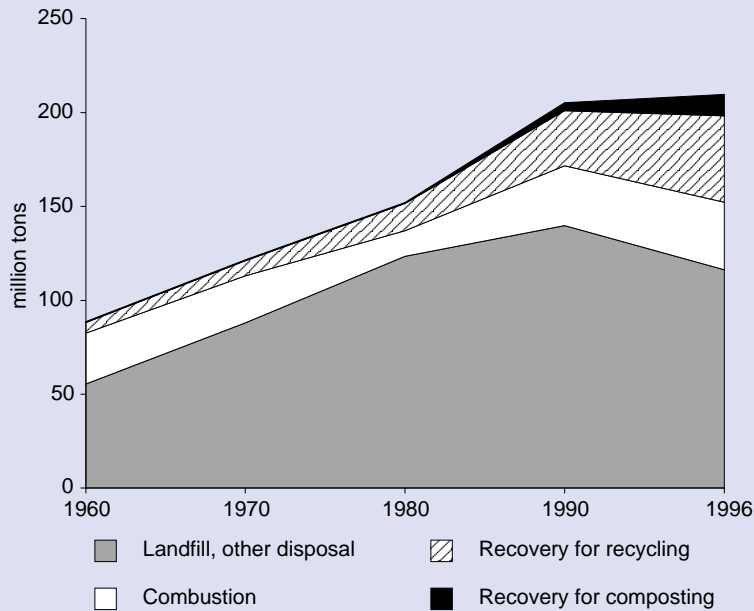 250
200
150
100
50
0
million tons
1960 1970 1980 1990 1996
Landfill, other disposal Recovery for recycling
Combustion Recovery for composting